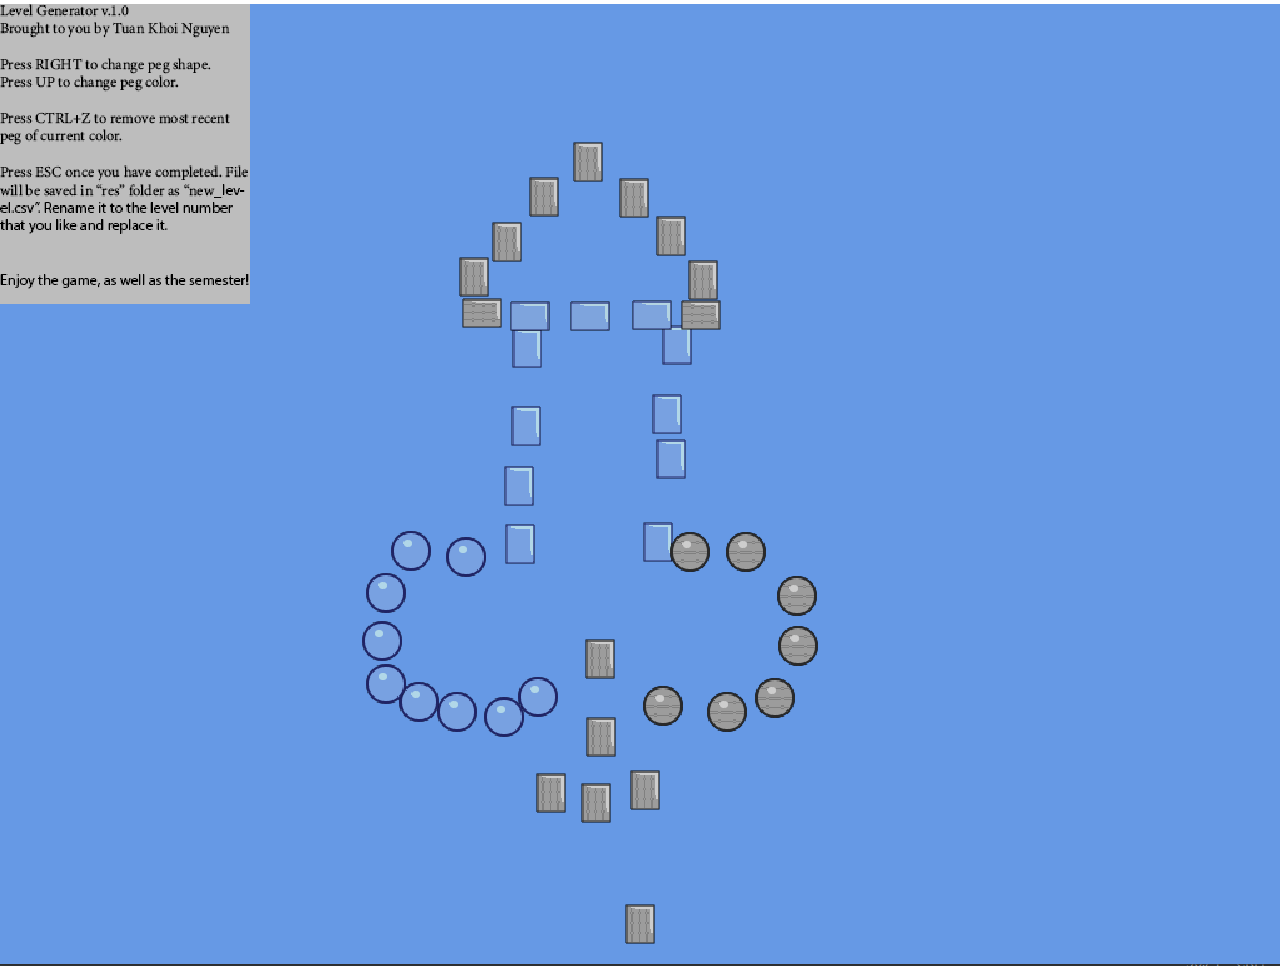 Level Generator v.1.0
Brought to you by Tuan Khoi Nguyen
Press RIGHT to change peg shape.
Press UP to change peg color.
Press CTRL+Z to remove most recent
peg of current color.
Press ESC once you have completed. File
will be saved in “res” folder as “new_lev-
el.csv”. Rename it to the level number
that you like and replace it.
Enjoy the game, as well as the semester!